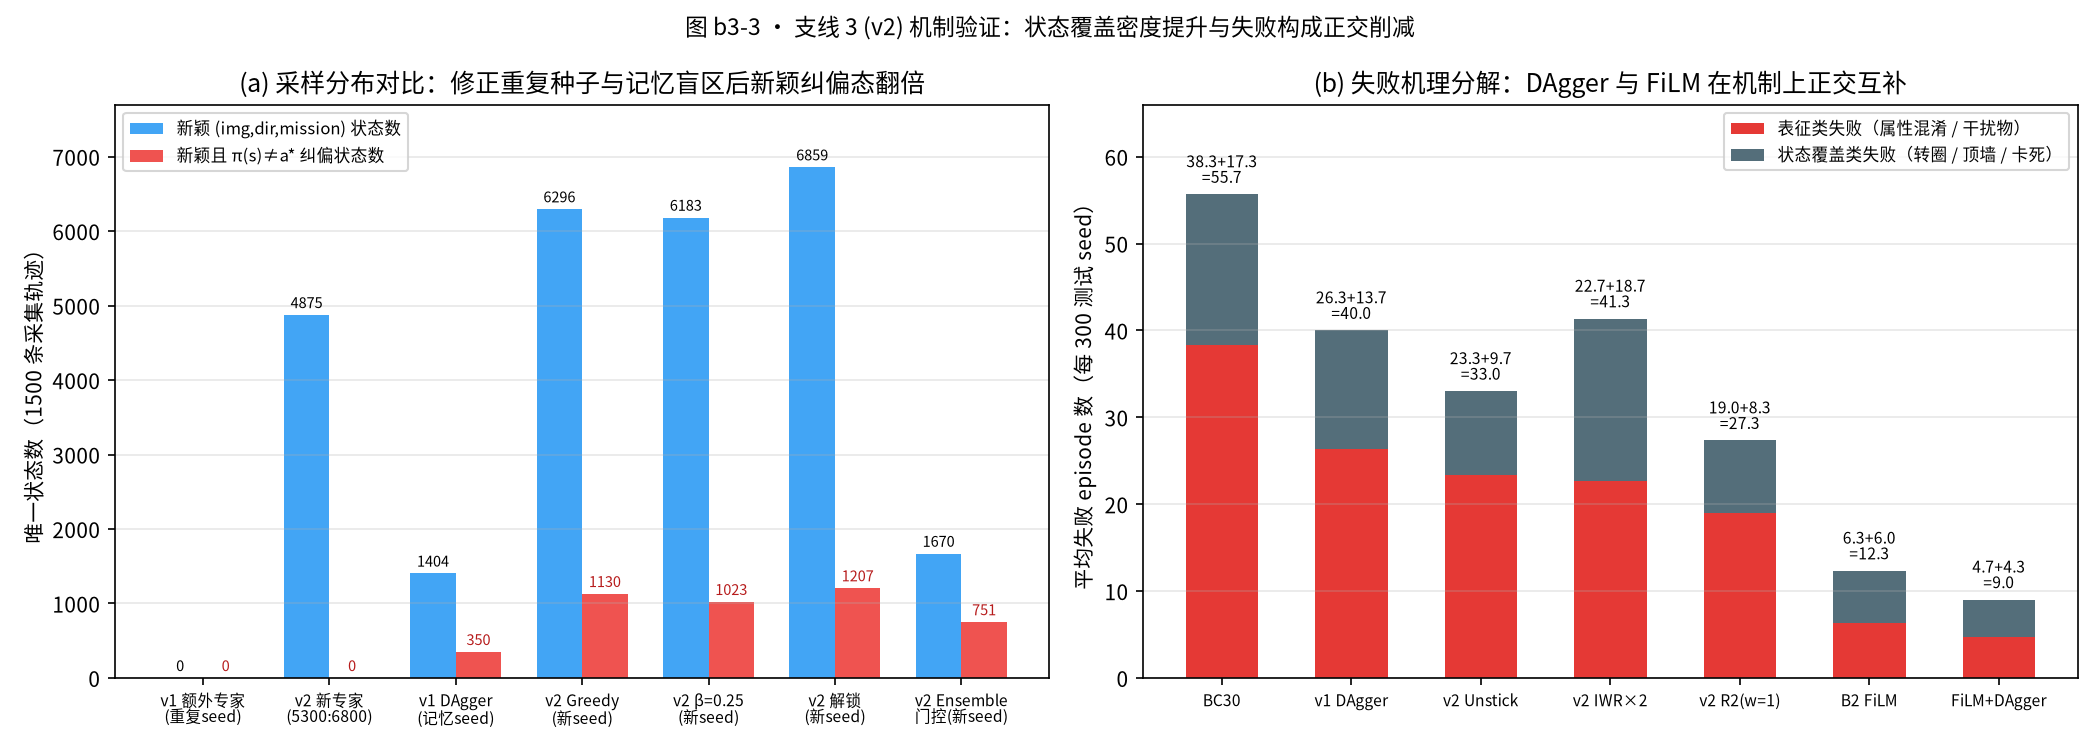 图 b3-3 · 支线 3 (v2) 机制验证：状态覆盖密度提升与失败构成正交削减
(a) 采样分布对比：修正重复种子与记忆盲区后新颖纠偏态翻倍
新颖 (img,dir,mission) 状态数
新颖且 π(s)≠a* 纠偏状态数
唯一状态数（1500 条采集轨迹）
7000
6000
5000
4000
3000
2000
1000
0
0
0
4875
0
1404
350
6296
1130
6183
1023
6859
1207
1670
751
v1 额外专家
(重复seed)
v2 新专家
(5300:6800)
v1 DAgger
(记忆seed)
v2 Greedy
(新seed)
v2 β=0.25
(新seed)
v2 解锁
(新seed)
v2 Ensemble
门控(新seed)
(b) 失败机理分解：DAgger 与 FiLM 在机制上正交互补
表征类失败（属性混淆 / 干扰物）
状态覆盖类失败（转圈 / 顶墙 / 卡死）
平均失败 episode 数（每 300 测试 seed）
60
50
40
30
20
10
0
38.3+17.3
=55.7
26.3+13.7
=40.0
23.3+9.7
=33.0
22.7+18.7
=41.3
19.0+8.3
=27.3
6.3+6.0
=12.3
4.7+4.3
=9.0
BC30
v1 DAgger
v2 Unstick
v2 IWR×2
v2 R2(w=1)
B2 FiLM
FiLM+DAgger